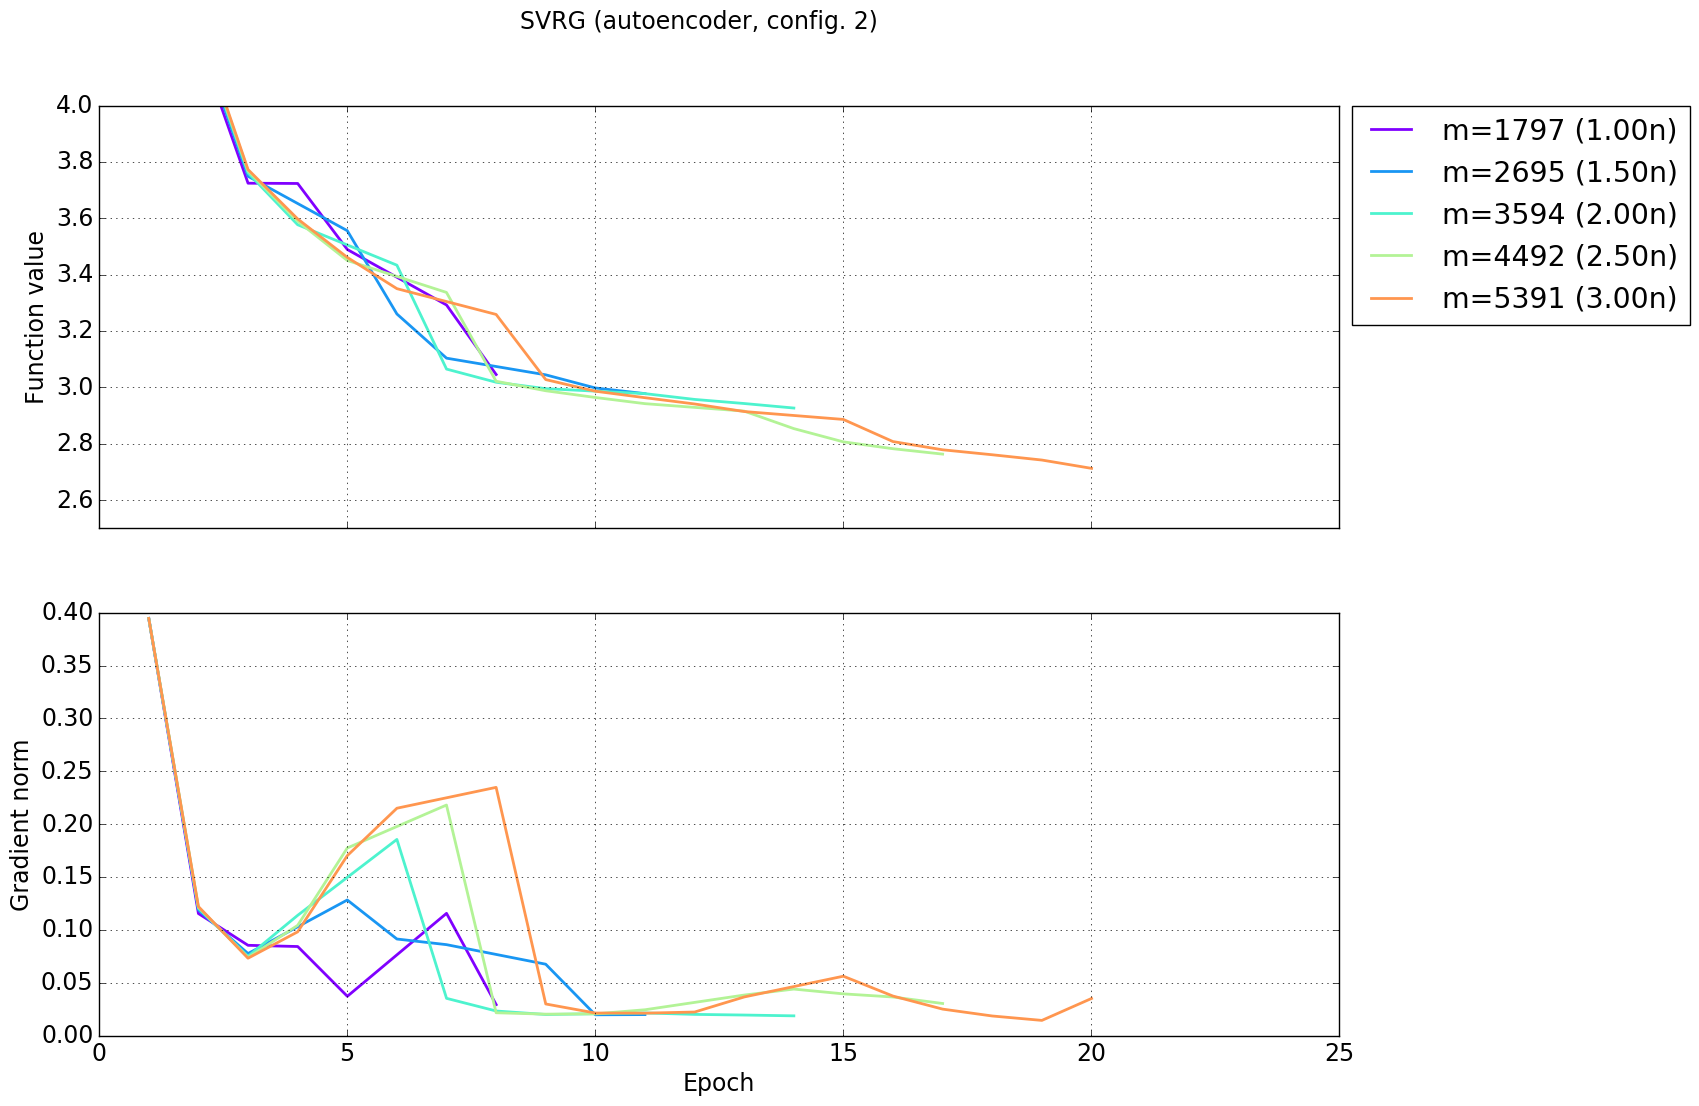 SVRG (autoencoder, config. 2)
4.0
3.8
3.6
3.4
3.2
3.0
2.8
2.6
Function value
m=1797 (1.00n)
m=2695 (1.50n)
m=3594 (2.00n)
m=4492 (2.50n)
m=5391 (3.00n)
0.40
0.35
0.30
0.25
0.20
0.15
0.10
0.05
0.00
Gradient norm
0 5 10 15 20 25
Epoch